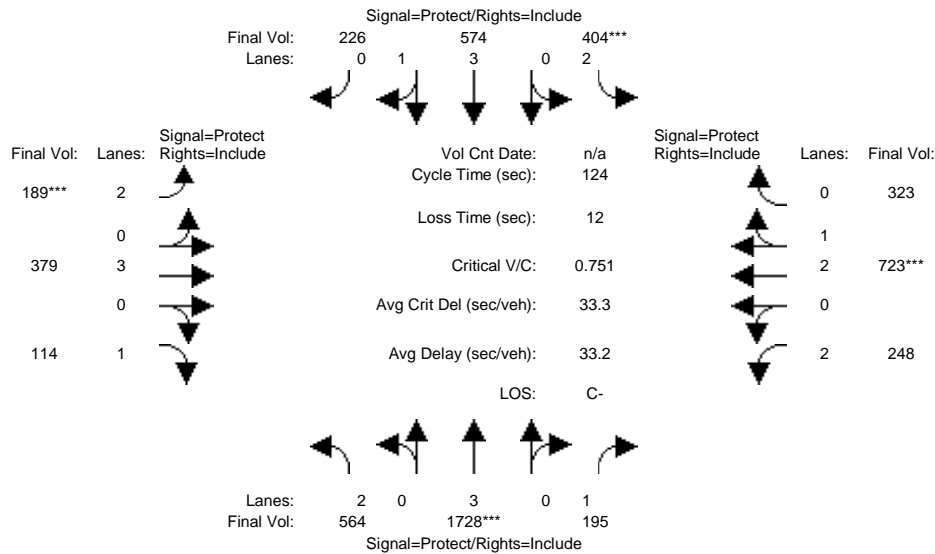 Signal=Protect/Rights=Include
Final Vol: 226 574 404***
Lanes: 0 1 3 0 2
Signal=Protect
Final Vol: Lanes: Rights=Include
Vol Cnt Date: n/a
Signal=Protect
Rights=Include Lanes: Final Vol:
Cycle Time (sec): 124
189*** 2
0 323
Loss Time (sec): 12
0
1
379 3
Critical V/C: 0.751
2 723***
0
Avg Crit Del (sec/veh): 33.3
0
114 1
Avg Delay (sec/veh): 33.2
2 248
LOS: C-
Lanes: 2 0 3 0 1
Final Vol: 564 1728*** 195
Signal=Protect/Rights=Include